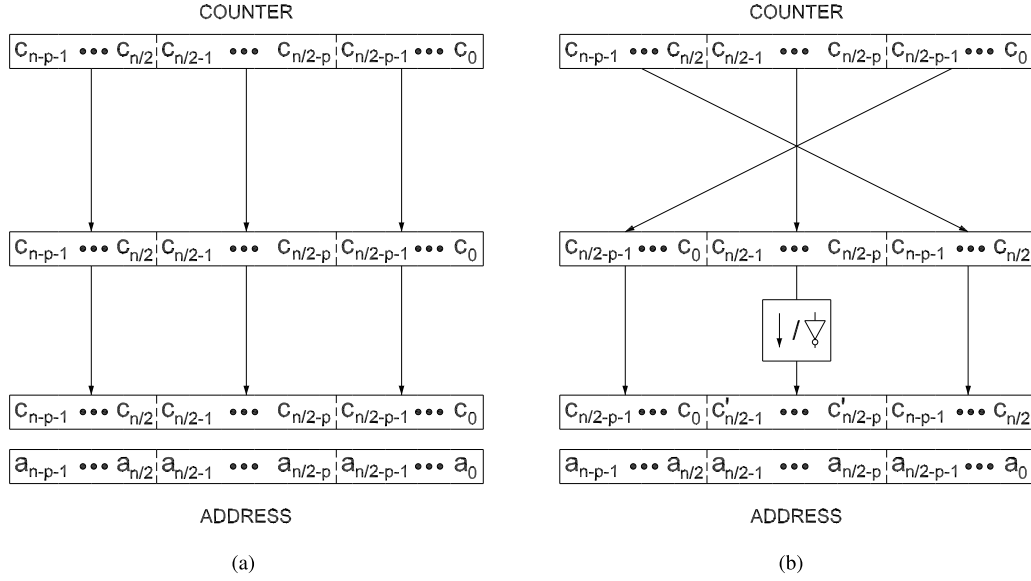 COUNTER
c_{n-p-1} ••• c_{n/2} c_{n/2-1} ••• c_{n/2-p} c_{n/2-p-1} ••• c_0
c_{n-p-1} ••• c_{n/2} c_{n/2-1} ••• c_{n/2-p} c_{n/2-p-1} ••• c_0
c_{n-p-1} ••• c_{n/2} c_{n/2-1} ••• c_{n/2-p} c_{n/2-p-1} ••• c_0
a_{n-p-1} ••• a_{n/2} a_{n/2-1} ••• a_{n/2-p} a_{n/2-p-1} ••• a_0
ADDRESS
(a)
COUNTER
c_{n-p-1} ••• c_{n/2} c_{n/2-1} ••• c_{n/2-p} c_{n/2-p-1} ••• c_0
c_{n/2-p-1} ••• c_0 c_{n/2-1} ••• c_{n/2-p} c_{n-p-1} ••• c_{n/2}
/
c_{n/2-p-1} ••• c_0 c'_{n/2-1} ••• c'_{n/2-p} c_{n-p-1} ••• c_{n/2}
a_{n-p-1} ••• a_{n/2} a_{n/2-1} ••• a_{n/2-p} a_{n/2-p-1} ••• a_0
ADDRESS
(b)